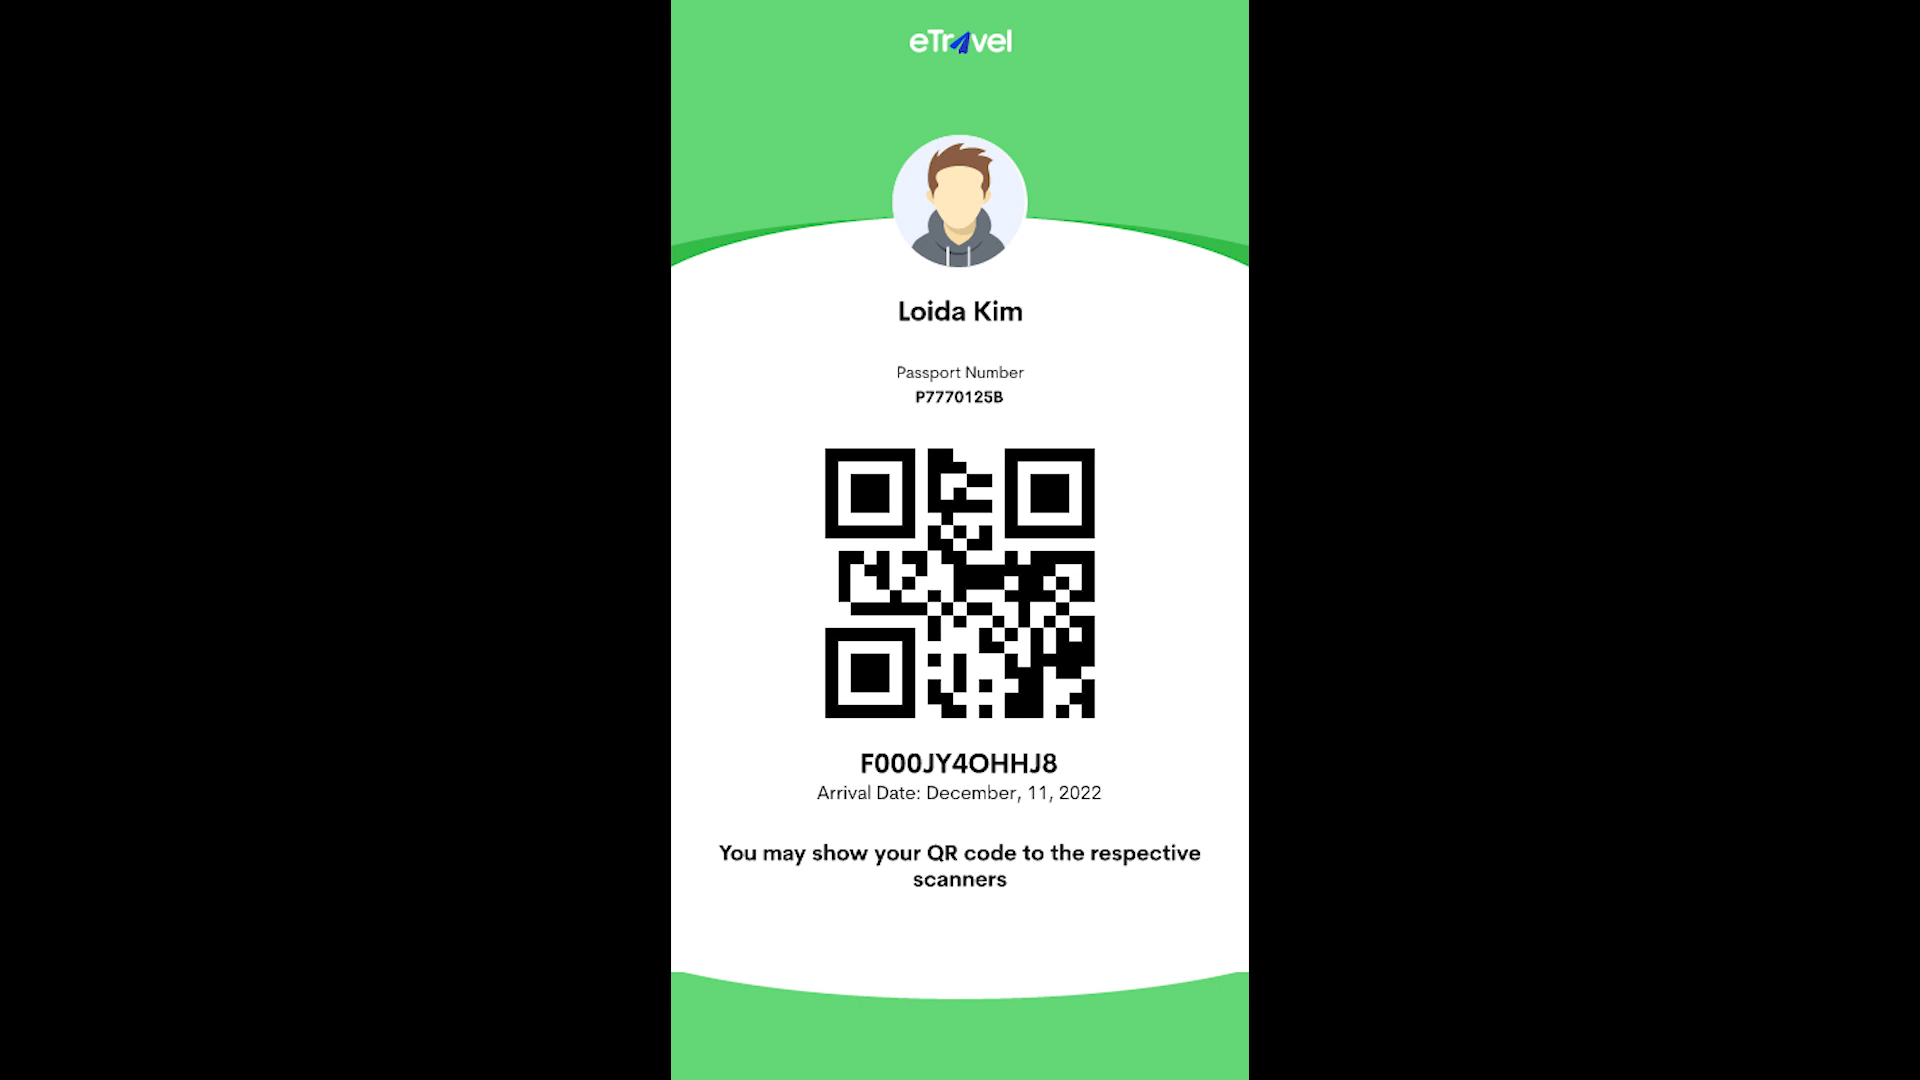 eTravel
Loida Kim
Passport Number
P7770125B
F000JY4OHHJ8
Arrival Date: December, 11, 2022
You may show your QR code to the respective
scanners